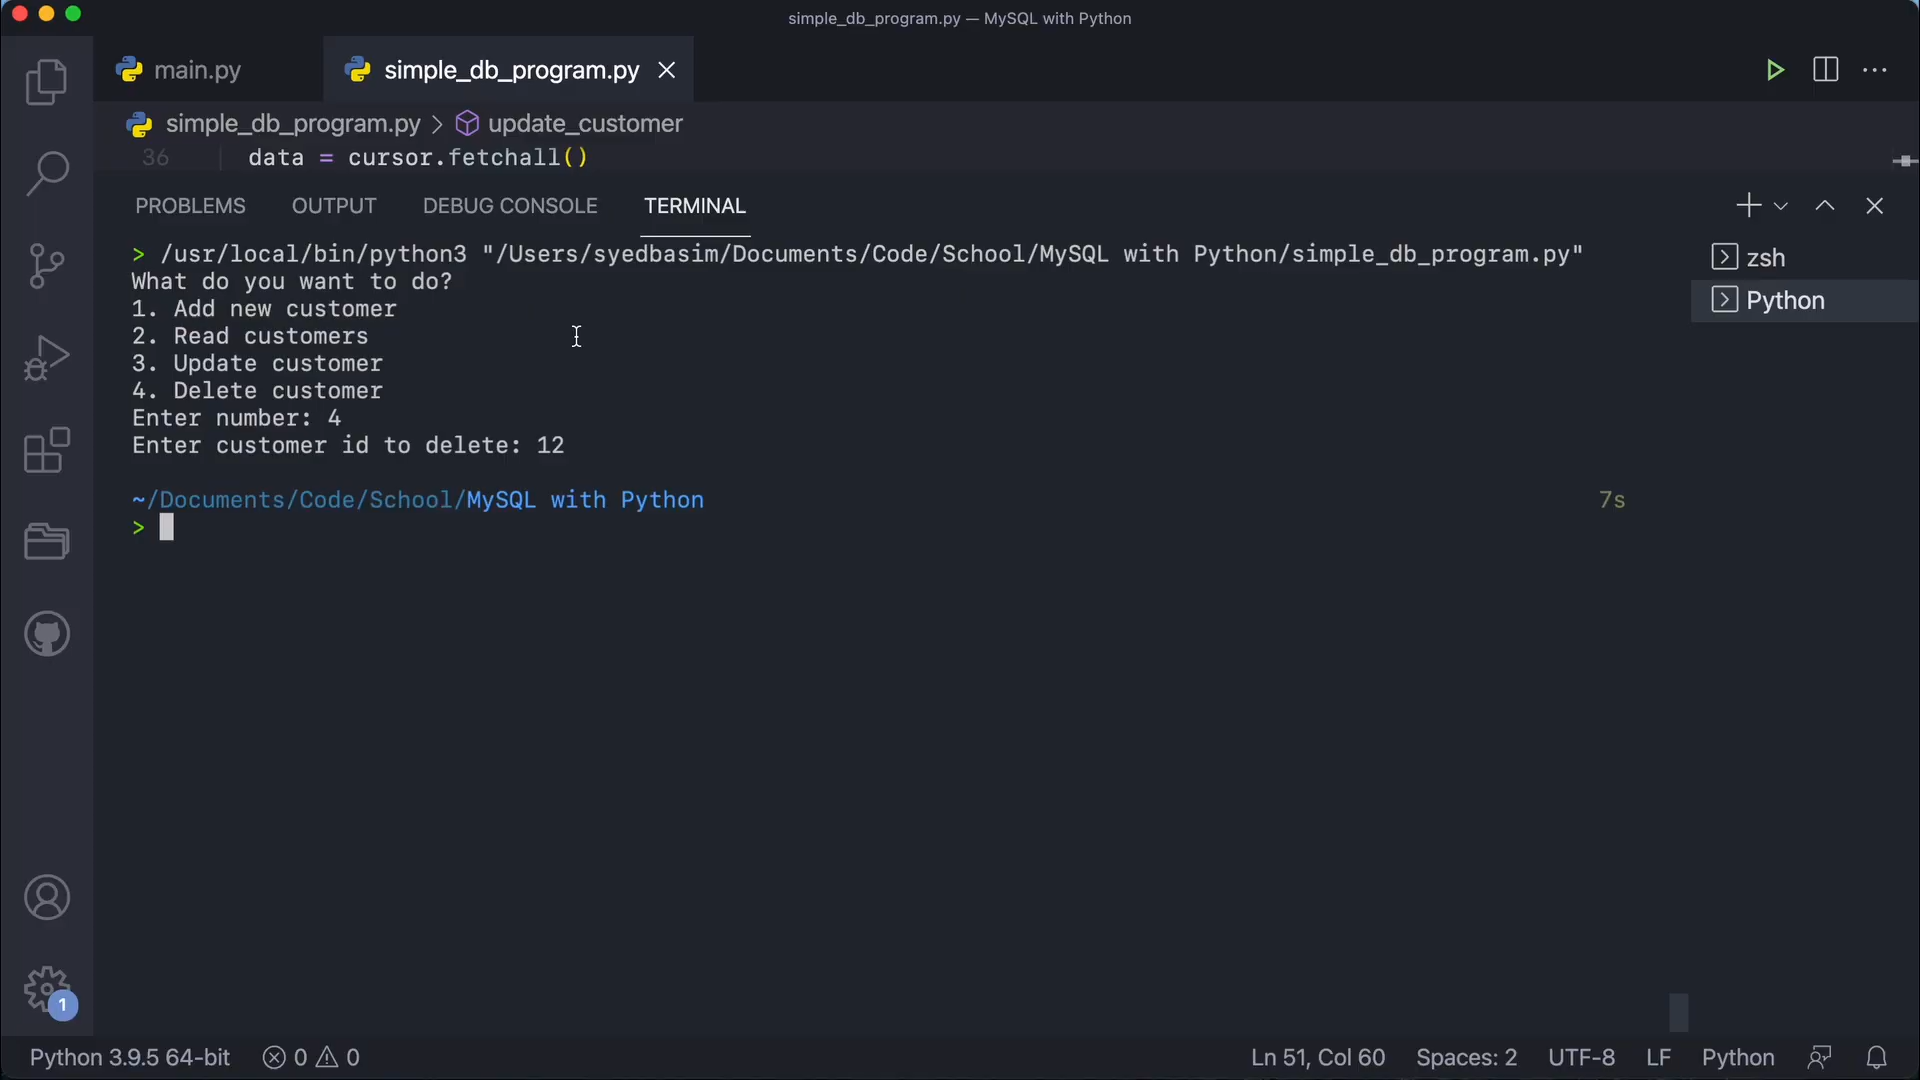 simple_db_program.py — MySQL with Python
main.py
simple_db_program.py
simple_db_program.py > update_customer
36 data = cursor.fetchall()
PROBLEMS OUTPUT DEBUG CONSOLE TERMINAL
> /usr/local/bin/python3 "/Users/syedbasim/Documents/Code/School/MySQL with Python/simple_db_program.py"
What do you want to do?
1. Add new customer
2. Read customers
3. Update customer
4. Delete customer
Enter number: 4
Enter customer id to delete: 12
~/Documents/Code/School/MySQL with Python 7s
>
zsh
Python
1
Python 3.9.5 64-bit 0 0 Ln 51, Col 60 Spaces: 2 UTF-8 LF Python